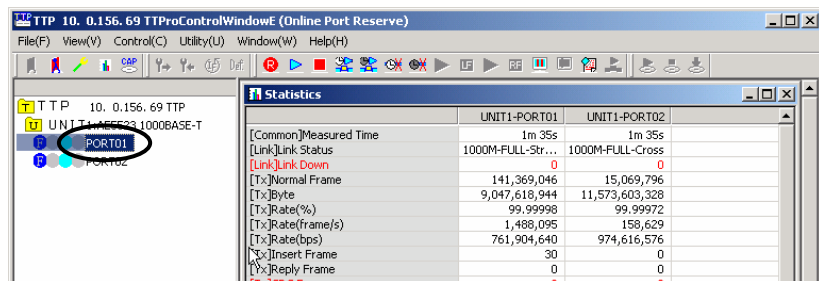 TTP 10. 0.156. 69 TTProControlWindowE (Online Port Reserve)
File(F) View(V) Control(C) Utility(U) Window(W) Help(H)
CAP Def R
TTP 10. 0.156. 69 TTP
UNIT1:AE5523 1000BASE-T
F PORT01
F PORT02
Statistics
UNIT1-PORT01 UNIT1-PORT02
[Common]Measured Time 1m 35s 1m 35s
[Link]Link Status 1000M-FULL-Str... 1000M-FULL-Cross
[Link]Link Down 0 0
[Tx]Normal Frame 141,369,046 15,069,796
[Tx]Byte 9,047,618,944 11,573,603,328
[Tx]Rate(%) 99.99998 99.99972
[Tx]Rate(frame/s) 1,488,095 158,629
[Tx]Rate(bps) 761,904,640 974,616,576
[Tx]Insert Frame 30 0
[Tx]Reply Frame 0 0